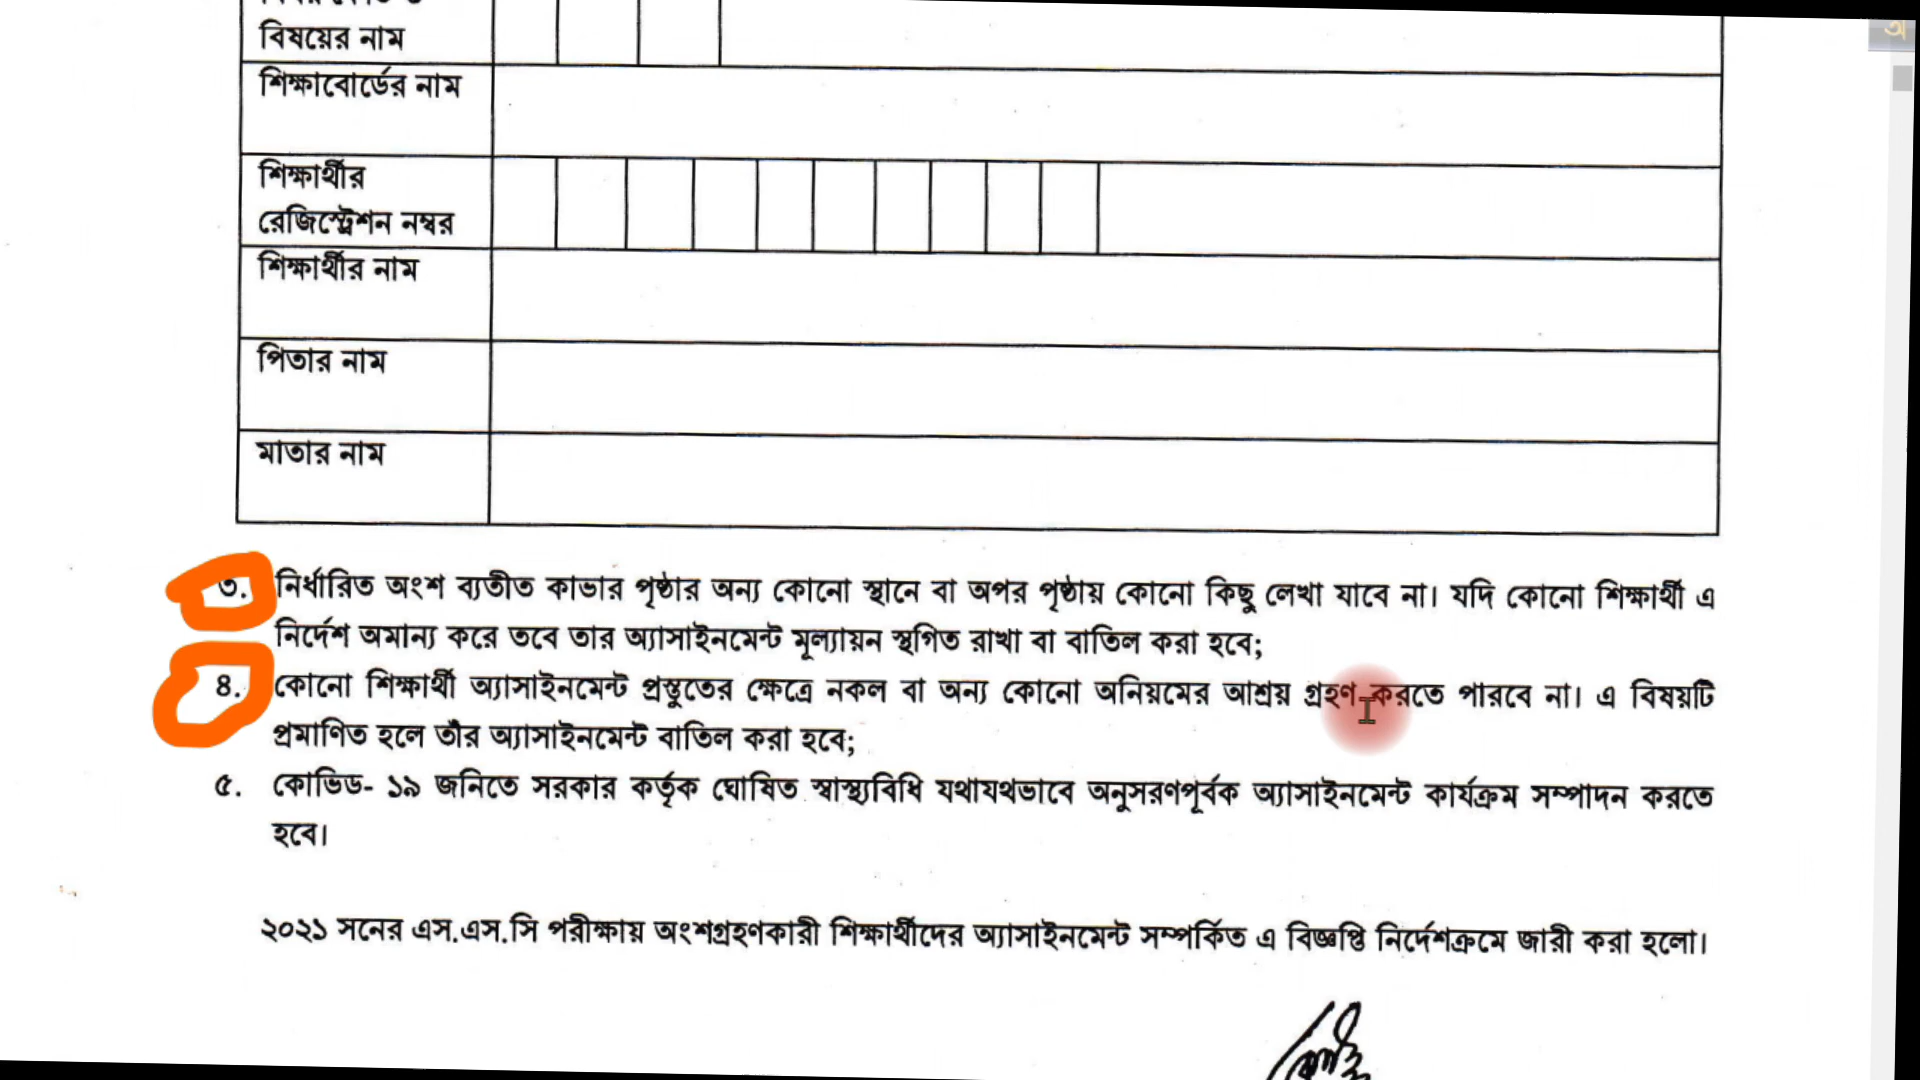 বিষয়ের নাম
শিক্ষাবোর্ডের নাম
শিক্ষার্থীর
রেজিস্ট্রেশন নম্বর
শিক্ষার্থীর নাম
পিতার নাম
মাতার নাম
৩. নির্ধারিত অংশ ব্যতীত কাভার পৃষ্ঠার অন্য কোনো স্থানে বা অপর পৃষ্ঠায় কোনো কিছু লেখা যাবে না। যদি কোনো শিক্ষার্থী এ
নির্দেশ অমান্য করে তবে তার অ্যাসাইনমেন্ট মূল্যায়ন স্থগিত রাখা বা বাতিল করা হবে;
৪. কোনো শিক্ষার্থী অ্যাসাইনমেন্ট প্রস্তুতের ক্ষেত্রে নকল বা অন্য কোনো অনিয়মের আশ্রয় গ্রহণ করতে পারবে না। এ বিষয়টি
প্রমাণিত হলে তাঁর অ্যাসাইনমেন্ট বাতিল করা হবে;
৫. কোভিড- ১৯ জনিতে সরকার কর্তৃক ঘোষিত স্বাস্থ্যবিধি যথাযথভাবে অনুসরণপূর্বক অ্যাসাইনমেন্ট কার্যক্রম সম্পাদন করতে
হবে।
২০২১ সনের এস.এস.সি পরীক্ষায় অংশগ্রহণকারী শিক্ষার্থীদের অ্যাসাইনমেন্ট সম্পর্কিত এ বিজ্ঞপ্তি নির্দেশক্রমে জারী করা হলো।
অ